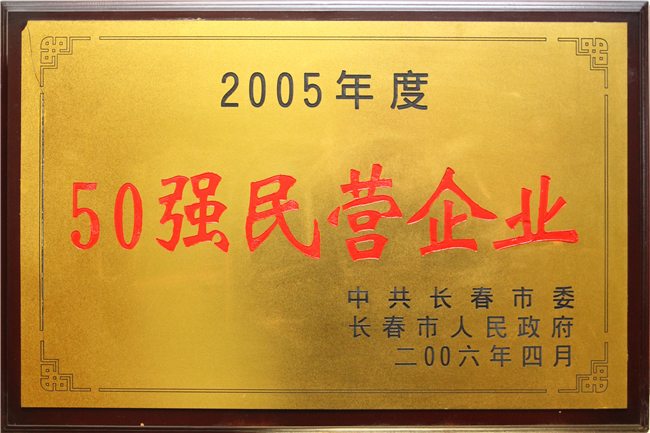 2005年度
50强民营企业
中共长春市委
长春市人民政府
二00六年四月